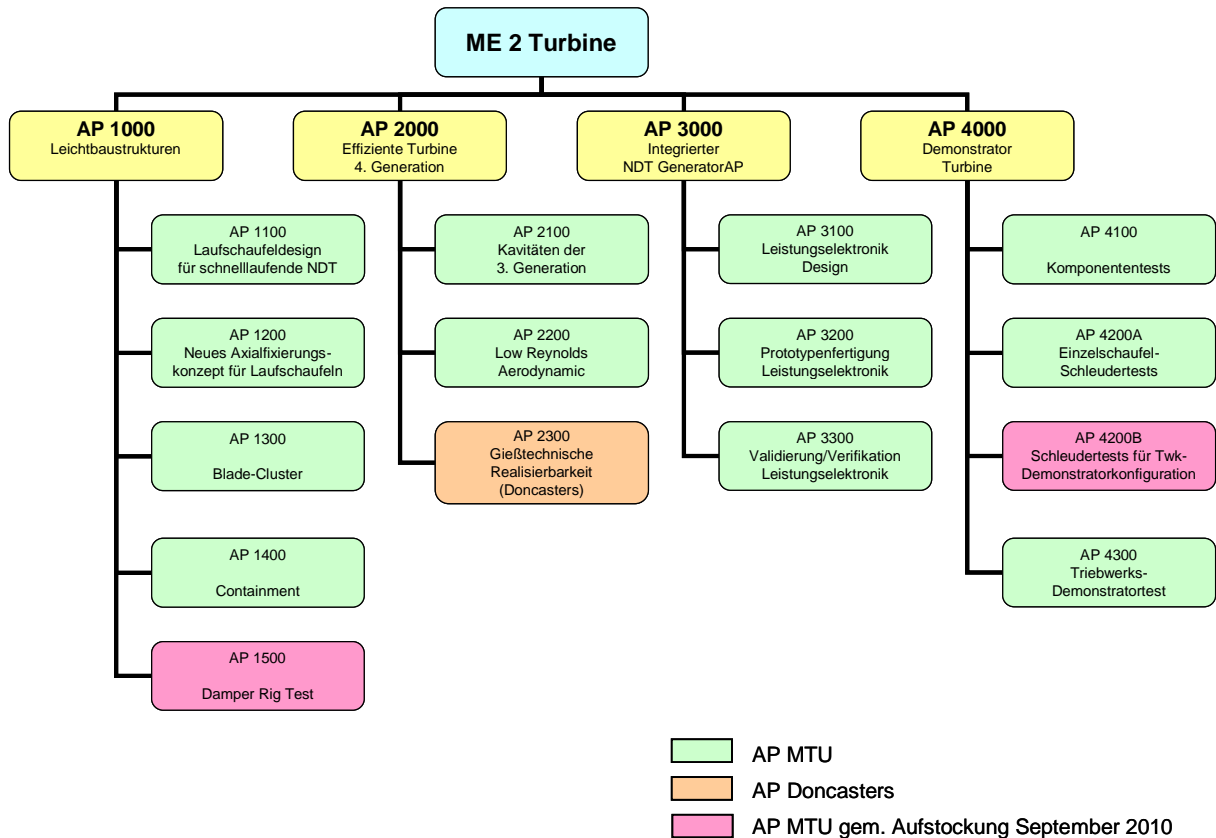 ME 2 Turbine
AP 1000
Leichtbaustrukturen
AP 2000
Effiziente Turbine
4. Generation
AP 3000
Integrierter
NDT GeneratorAP
AP 4000
Demonstrator
Turbine
AP 1100
Laufschaufeldesign
für schnelllaufende NDT
AP 1200
Neues Axialfixierungs-
konzept für Laufschaufeln
AP 1300
Blade-Cluster
AP 1400
Containment
AP 1500
Damper Rig Test
AP 2100
Kavitäten der
3. Generation
AP 2200
Low Reynolds
Aerodynamic
AP 2300
Gießtechnische
Realisierbarkeit
(Doncasters)
AP 3100
Leistungselektronik
Design
AP 3200
Prototypenfertigung
Leistungselektronik
AP 3300
Validierung/Verifikation
Leistungselektronik
AP 4100
Komponententests
AP 4200A
Einzelschaufel-
Schleudertests
AP 4200B
Schleudertests für Twk-
Demonstratorkonfiguration
AP 4300
Triebwerks-
Demonstratortest
AP MTU
AP Doncasters
AP MTU gem. Aufstockung September 2010